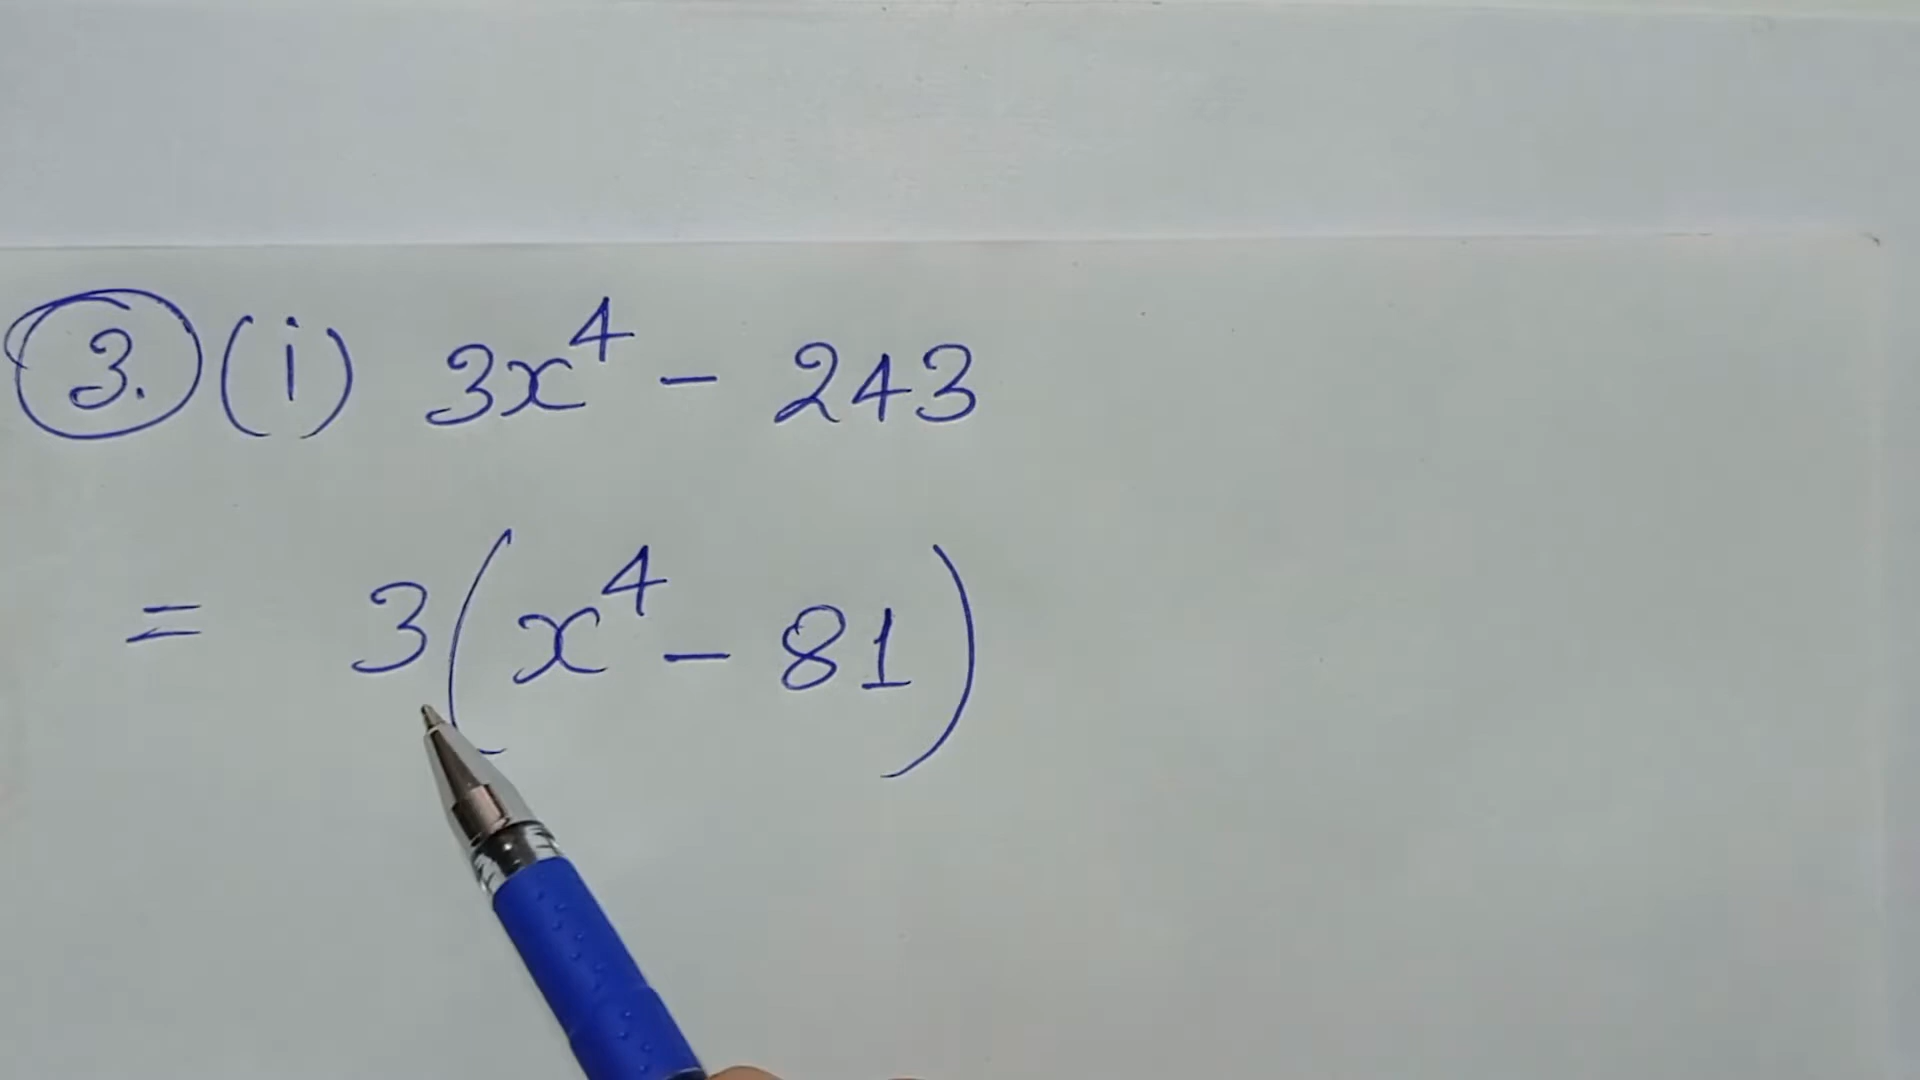 3. (i) 3x⁴ - 243
= 3(x⁴ - 81)